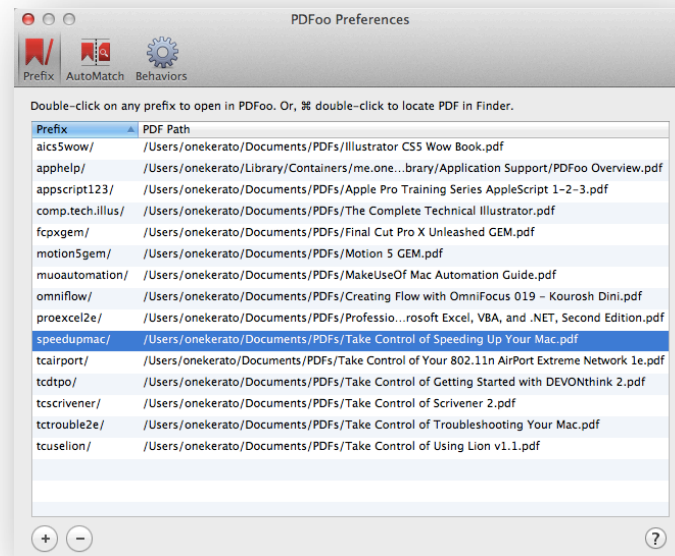 PDFoo Preferences
Prefix AutoMatch Behaviors
Double-click on any prefix to open in PDFoo. Or, ⌘ double-click to locate PDF in Finder.
Prefix PDF Path
aics5wow/ /Users/onekerato/Documents/PDFs/Illustrator CS5 Wow Book.pdf
apphelp/ /Users/onekerato/Library/Containers/me.one...brary/Application Support/PDFoo Overview.pdf
appscript123/ /Users/onekerato/Documents/PDFs/Apple Pro Training Series AppleScript 1-2-3.pdf
comp.tech.illus/ /Users/onekerato/Documents/PDFs/The Complete Technical Illustrator.pdf
fcpxgem/ /Users/onekerato/Documents/PDFs/Final Cut Pro X Unleashed GEM.pdf
motion5gem/ /Users/onekerato/Documents/PDFs/Motion 5 GEM.pdf
muoautomation/ /Users/onekerato/Documents/PDFs/MakeUseOf Mac Automation Guide.pdf
omniflow/ /Users/onekerato/Documents/PDFs/Creating Flow with OmniFocus 019 – Kourosh Dini.pdf
proexcel2e/ /Users/onekerato/Documents/PDFs/Professio...rosoft Excel, VBA, and .NET, Second Edition.pdf
speedupmac/ /Users/onekerato/Documents/PDFs/Take Control of Speeding Up Your Mac.pdf
tcairport/ /Users/onekerato/Documents/PDFs/Take Control of Your 802.11n AirPort Extreme Network 1e.pdf
tcdtpo/ /Users/onekerato/Documents/PDFs/Take Control of Getting Started with DEVONthink 2.pdf
tcscrivener/ /Users/onekerato/Documents/PDFs/Take Control of Scrivener 2.pdf
tctrouble2e/ /Users/onekerato/Documents/PDFs/Take Control of Troubleshooting Your Mac.pdf
tcuselion/ /Users/onekerato/Documents/PDFs/Take Control of Using Lion v1.1.pdf
+ − ?